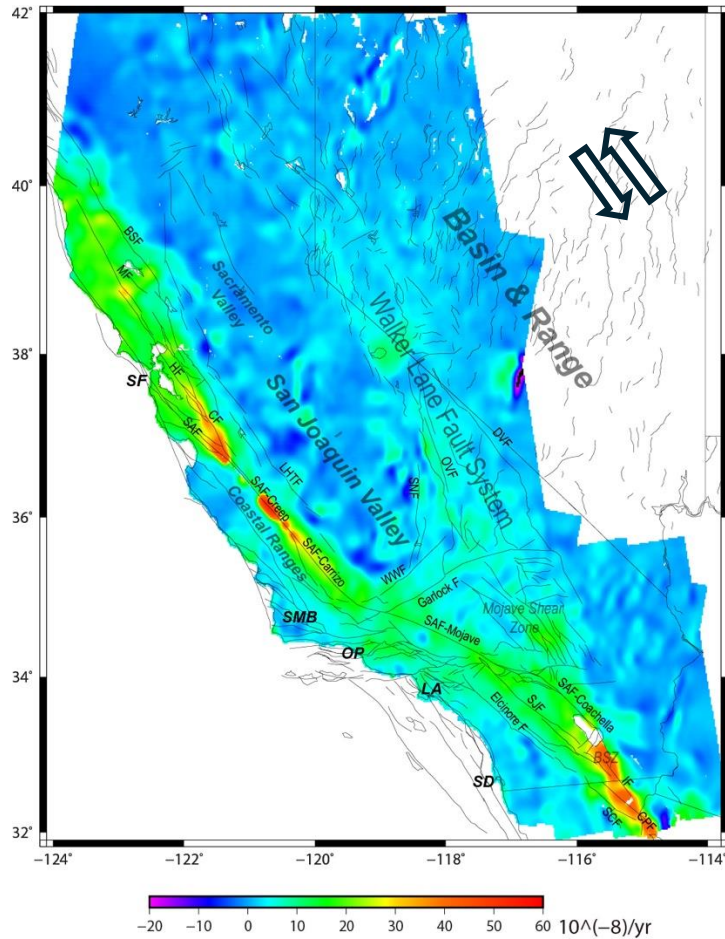 42°
40°
38°
36°
34°
32°
−124°
−122°
−120°
−118°
−116°
−114°
BSF
MF
Sacramento
Valley
Basin & Range
Walker Lane Fault System
SF
HF
CF
SAF
San Joaquin Valley
DVF
LHTF
SNF
OVF
SAF-Creep
Coastal Ranges
SAF-Carrizo
WWF
Garlock F
SMB
SAF-Mojave
Mojave Shear
Zone
OP
LA
SAF-Coachella
SJF
Elcinore F
BSZ
SD
IF
SCF
CPF
−20
−10
0
10
20
30
40
50
60
10^(−8)/yr